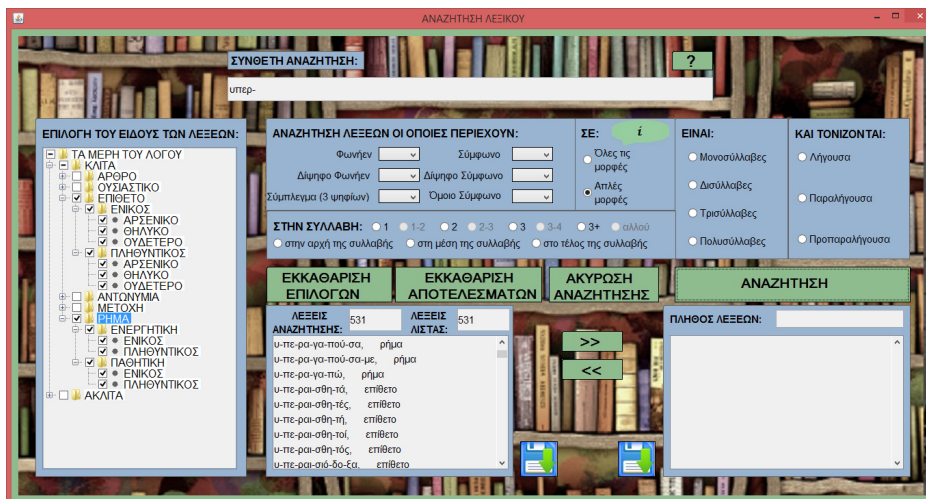 ΑΝΑΖΗΤΗΣΗ ΛΕΞΙΚΟΥ
ΣΥΝΘΕΤΗ ΑΝΑΖΗΤΗΣΗ:
?
υπερ-
ΕΠΙΛΟΓΗ ΤΟΥ ΕΙΔΟΥΣ ΤΩΝ ΛΕΞΕΩΝ:
ΤΑ ΜΕΡΗ ΤΟΥ ΛΟΓΟΥ
ΚΛΙΤΑ
ΑΡΘΡΟ
ΟΥΣΙΑΣΤΙΚΟ
ΕΠΙΘΕΤΟ
ΕΝΙΚΟΣ
ΑΡΣΕΝΙΚΟ
ΘΗΛΥΚΟ
ΟΥΔΕΤΕΡΟ
ΠΛΗΘΥΝΤΙΚΟΣ
ΑΡΣΕΝΙΚΟ
ΘΗΛΥΚΟ
ΟΥΔΕΤΕΡΟ
ΑΝΤΩΝΥΜΙΑ
ΜΕΤΟΧΗ
ΡΗΜΑ
ΕΝΕΡΓΗΤΙΚΗ
ΕΝΙΚΟΣ
ΠΛΗΘΥΝΤΙΚΟΣ
ΠΑΘΗΤΙΚΗ
ΕΝΙΚΟΣ
ΠΛΗΘΥΝΤΙΚΟΣ
ΑΚΛΙΤΑ
ΑΝΑΖΗΤΗΣΗ ΛΕΞΕΩΝ ΟΙ ΟΠΟΙΕΣ ΠΕΡΙΕΧΟΥΝ:
Φωνήεν Σύμφωνο
Δίψηφο Φωνήεν Δίψηφο Σύμφωνο
Σύμπλεγμα (3 ψηφίων) Όμοιο Σύμφωνο
ΣΕ: i
Όλες τις
μορφές
Απλές
μορφές
ΣΤΗΝ ΣΥΛΛΑΒΗ: 1 1-2 2 2-3 3 3-4 3+ αλλού
στην αρχή της συλλαβής στη μέση της συλλαβής στο τέλος της συλλαβής
ΕΙΝΑΙ:
Μονοσύλλαβες
Δισύλλαβες
Τρισύλλαβες
Πολυσύλλαβες
ΚΑΙ ΤΟΝΙΖΟΝΤΑΙ:
Λήγουσα
Παραλήγουσα
Προπαραλήγουσα
ΕΚΚΑΘΑΡΙΣΗ
ΕΠΙΛΟΓΩΝ
ΕΚΚΑΘΑΡΙΣΗ
ΑΠΟΤΕΛΕΣΜΑΤΩΝ
ΑΚΥΡΩΣΗ
ΑΝΑΖΗΤΗΣΗΣ
ΑΝΑΖΗΤΗΣΗ
ΛΕΞΕΙΣ
ΑΝΑΖΗΤΗΣΗΣ:
531
ΛΕΞΕΙΣ
ΛΙΣΤΑΣ:
531
υ-πε-ρα-γα-πού-σα, ρήμα
υ-πε-ρα-γα-πού-σα-με, ρήμα
υ-πε-ρα-γα-πώ, ρήμα
υ-πε-ραι-σθη-τά, επίθετο
υ-πε-ραι-σθη-τές, επίθετο
υ-πε-ραι-σθη-τή, επίθετο
υ-πε-ραι-σθη-τοί, επίθετο
υ-πε-ραι-σθη-τός, επίθετο
υ-πε-ραι-σιό-δο-ξα, επίθετο
>>
<<
ΠΛΗΘΟΣ ΛΕΞΕΩΝ: